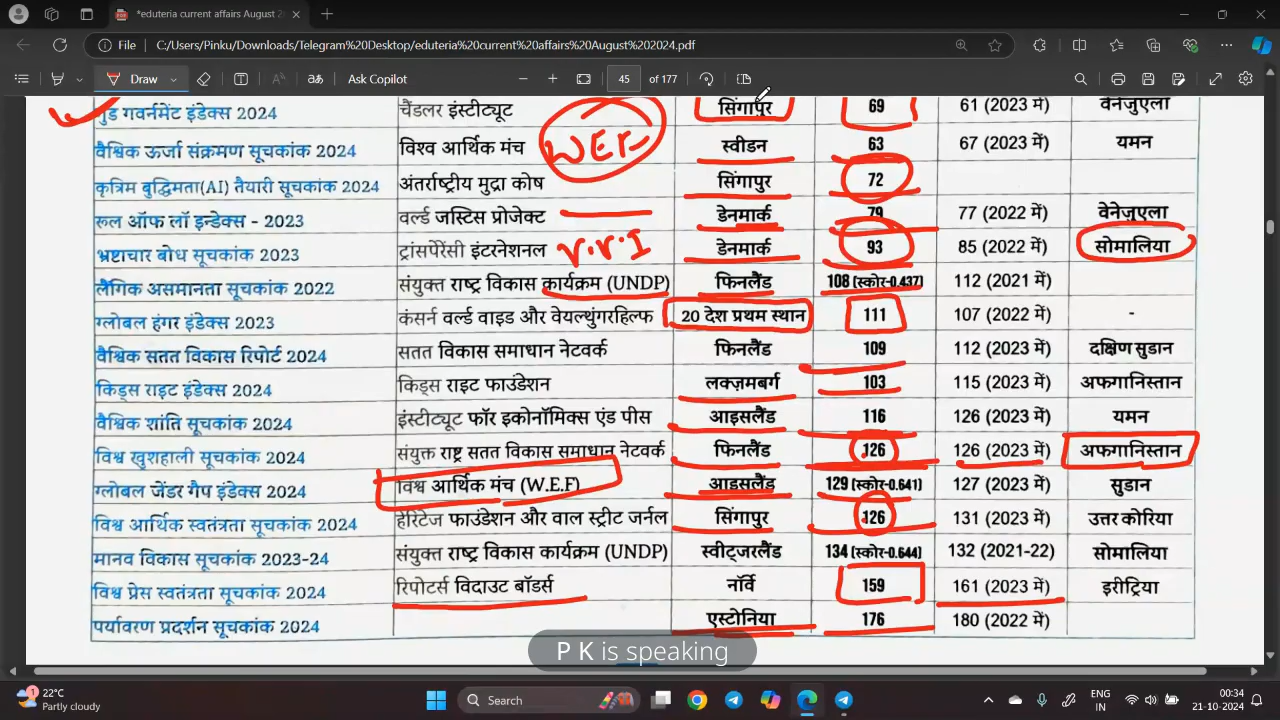 *eduteria current affairs August 2
File C:/Users/Pinku/Downloads/Telegram%20Desktop/eduteria%20current%20affairs%20August%202024.pdf
Draw Ask Copilot 45 of 177
गुड गवर्नमेंट इंडेक्स 2024 चैंडलर इंस्टीट्यूट सिंगापुर 69 61 (2023 में) वेनेजुएला
वैश्विक ऊर्जा संक्रमण सूचकांक 2024 विश्व आर्थिक मंच WEF स्वीडन 63 67 (2023 में) यमन
कृत्रिम बुद्धिमता(AI) तैयारी सूचकांक 2024 अंतर्राष्ट्रीय मुद्रा कोष सिंगापुर 72
रूल ऑफ लॉ इन्डेक्स - 2023 वर्ल्ड जस्टिस प्रोजेक्ट डेनमार्क 79 77 (2022 में) वेनेजुएला
भ्रष्टाचार बोध सूचकांक 2023 ट्रांसपेरेंसी इंटरनेशनल V.V.I डेनमार्क 93 85 (2022 में) सोमालिया
लैंगिक असमानता सूचकांक 2022 संयुक्त राष्ट्र विकास कार्यक्रम (UNDP) फिनलैंड 108 (स्कोर-0.437) 112 (2021 में)
ग्लोबल हंगर इंडेक्स 2023 कंसर्न वर्ल्ड वाइड और वेल्थुंगरहिल्फ 20 देश प्रथम स्थान 111 107 (2022 में) -
वैश्विक सतत विकास रिपोर्ट 2024 सतत विकास समाधान नेटवर्क फिनलैंड 109 112 (2023 में) दक्षिण सुडान
किड्स राइट इंडेक्स 2024 किड्स राइट फाउंडेशन लक्ज़मबर्ग 103 115 (2023 में) अफगानिस्तान
वैश्विक शांति सूचकांक 2024 इंस्टीट्यूट फॉर इकोनॉमिक्स एंड पीस आइसलैंड 116 126 (2023 में) यमन
विश्व खुशहाली सूचकांक 2024 संयुक्त राष्ट्र सतत विकास समाधान नेटवर्क फिनलैंड 126 126 (2023 में) अफगानिस्तान
ग्लोबल जेंडर गैप इंडेक्स 2024 विश्व आर्थिक मंच (W.E.F) आइसलैंड 129 (स्कोर-0.641) 127 (2023 में) सुडान
विश्व आर्थिक स्वतंत्रता सूचकांक 2024 हेरिटेज फाउंडेशन और वाल स्ट्रीट जर्नल सिंगापुर 126 131 (2023 में) उत्तर कोरिया
मानव विकास सूचकांक 2023-24 संयुक्त राष्ट्र विकास कार्यक्रम (UNDP) स्वीट्जरलैंड 134 (स्कोर-0.644) 132 (2021-22) सोमालिया
विश्व प्रेस स्वतंत्रता सूचकांक 2024 रिपोटर्स विदाउट बॉडर्स नॉर्वे 159 161 (2023 में) इरीट्रिया
पर्यावरण प्रदर्शन सूचकांक 2024 एस्टोनिया 176 180 (2022 में)
P K is speaking
1 22°C Search ENG 00:34
Partly cloudy IN 21-10-2024